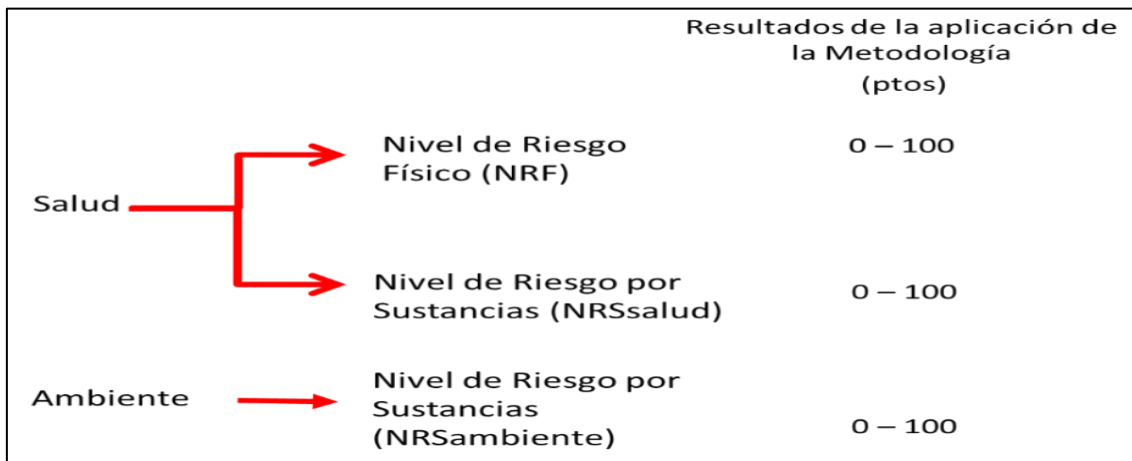 Resultados de la aplicación de
la Metodología
(ptos)
Nivel de Riesgo
Físico (NRF)
0 – 100
Salud
Nivel de Riesgo por
Sustancias (NRSsalud)
0 – 100
Ambiente
Nivel de Riesgo por
Sustancias
(NRSambiente)
0 – 100